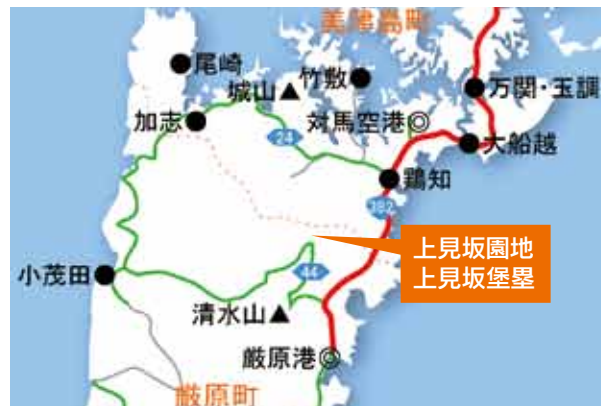 美津島町
尾崎
竹敷
城山
万関・玉調
加志
24
対馬空港
大船越
鶏知
382
上見坂園地
上見坂堡塁
小茂田
44
清水山
厳原港
厳原町